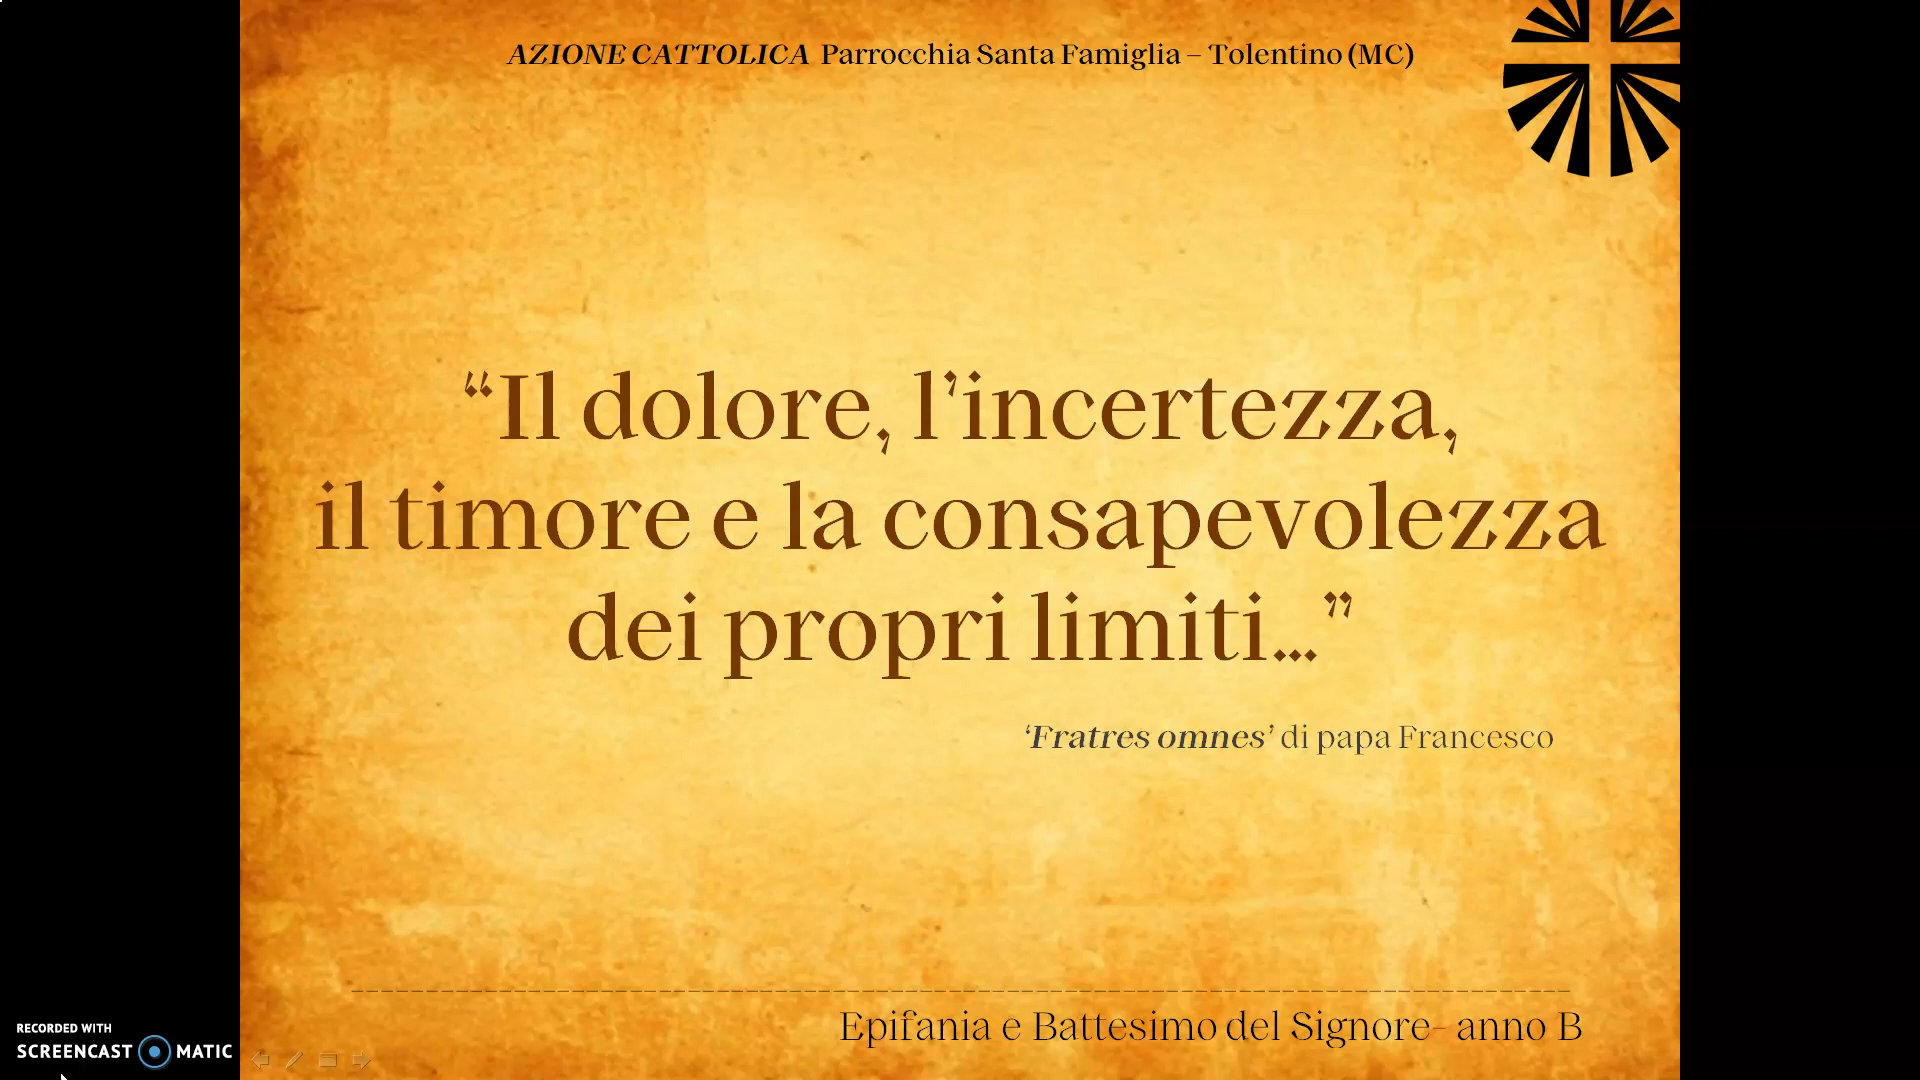 AZIONE CATTOLICA Parrocchia Santa Famiglia – Tolentino (MC)
“Il dolore, l’incertezza,
il timore e la consapevolezza
dei propri limiti...”
‘Fratres omnes’ di papa Francesco
Epifania e Battesimo del Signore- anno B
RECORDED WITH
SCREENCAST MATIC